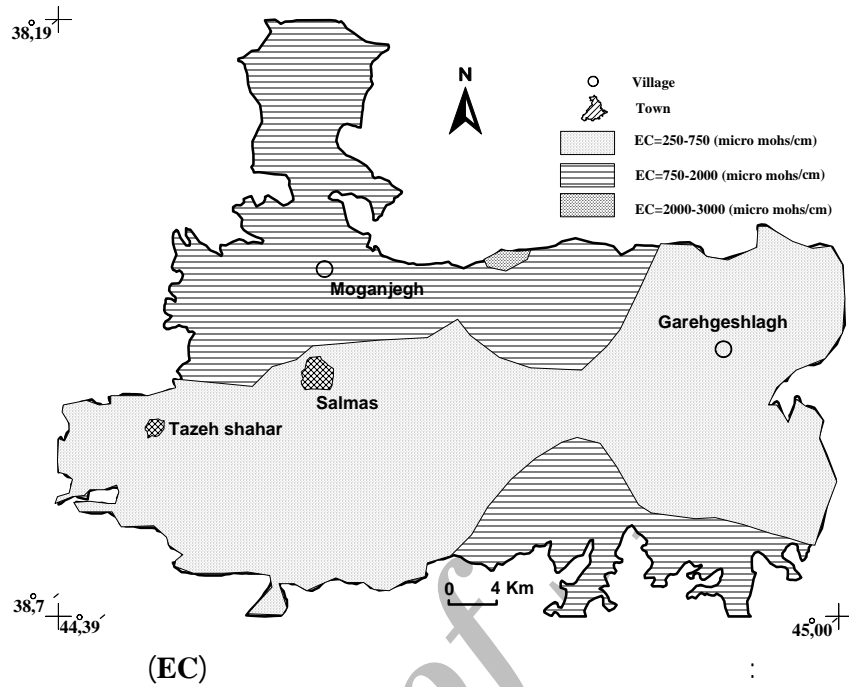 38°,19′
N
Village
Town
EC=250-750 (micro mohs/cm)
EC=750-2000 (micro mohs/cm)
EC=2000-3000 (micro mohs/cm)
Moganjegh
Garehgeshlagh
Salmas
Tazeh shahar
0 4 Km
38°,7′
44°,39′
45°,00′
(EC) :
of